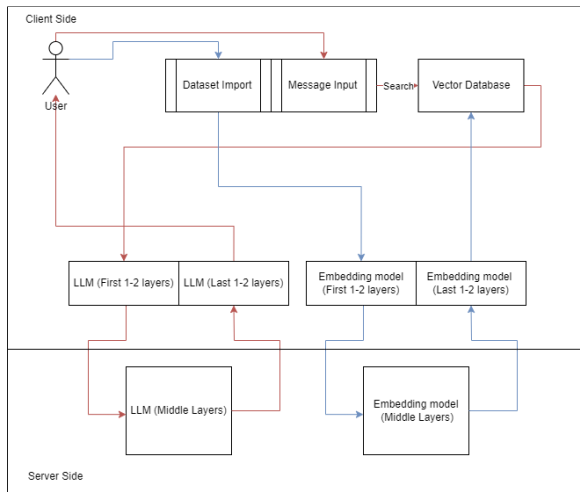 Client Side
User
Dataset Import
Message Input
Search
Vector Database
LLM (First 1-2 layers)
LLM (Last 1-2 layers)
Embedding model
(First 1-2 layers)
Embedding model
(Last 1-2 layers)
LLM (Middle Layers)
Embedding model
(Middle Layers)
Server Side